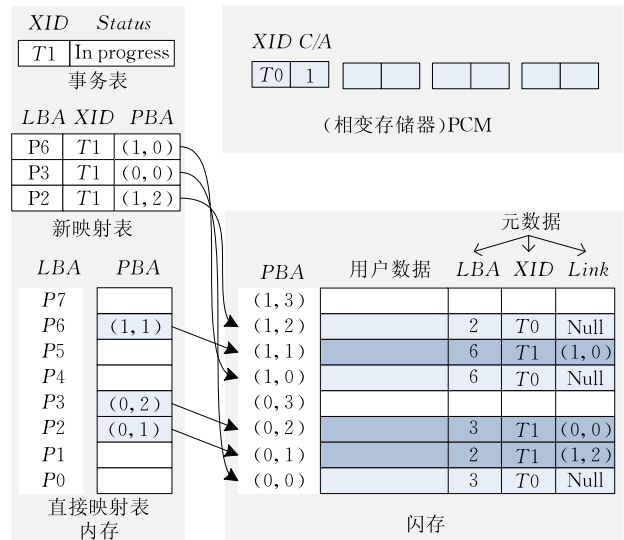 XID Status
T1 In progress
事务表
LBA XID PBA
P6 T1 (1,0)
P3 T1 (0,0)
P2 T1 (1,2)
新映射表
LBA PBA
P7
P6 (1,1)
P5
P4
P3 (0,2)
P2 (0,1)
P1
P0
直接映射表
内存
XID C/A
T0 1
(相变存储器)PCM
元数据
PBA 用户数据 LBA XID Link
(1,3)
(1,2) 2 T0 Null
(1,1) 6 T1 (1,0)
(1,0) 6 T0 Null
(0,3)
(0,2) 3 T1 (0,0)
(0,1) 2 T1 (1,2)
(0,0) 3 T0 Null
闪存